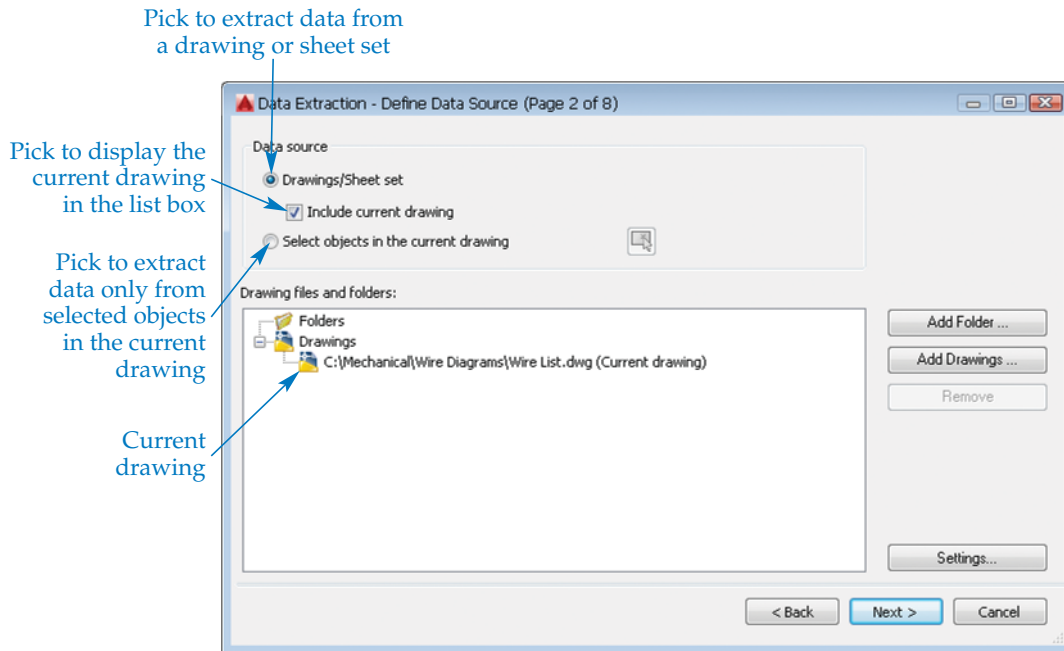 Pick to extract data from
a drawing or sheet set
Data Extraction - Define Data Source (Page 2 of 8)
Pick to display the
current drawing
in the list box
Data source
Drawings/Sheet set
Include current drawing
Select objects in the current drawing
Pick to extract
data only from
selected objects
in the current
drawing
Drawing files and folders:
Folders
Drawings
C:\Mechanical\Wire Diagrams\Wire List.dwg (Current drawing)
Add Folder ...
Add Drawings ...
Remove
Current
drawing
Settings...
< Back
Next >
Cancel